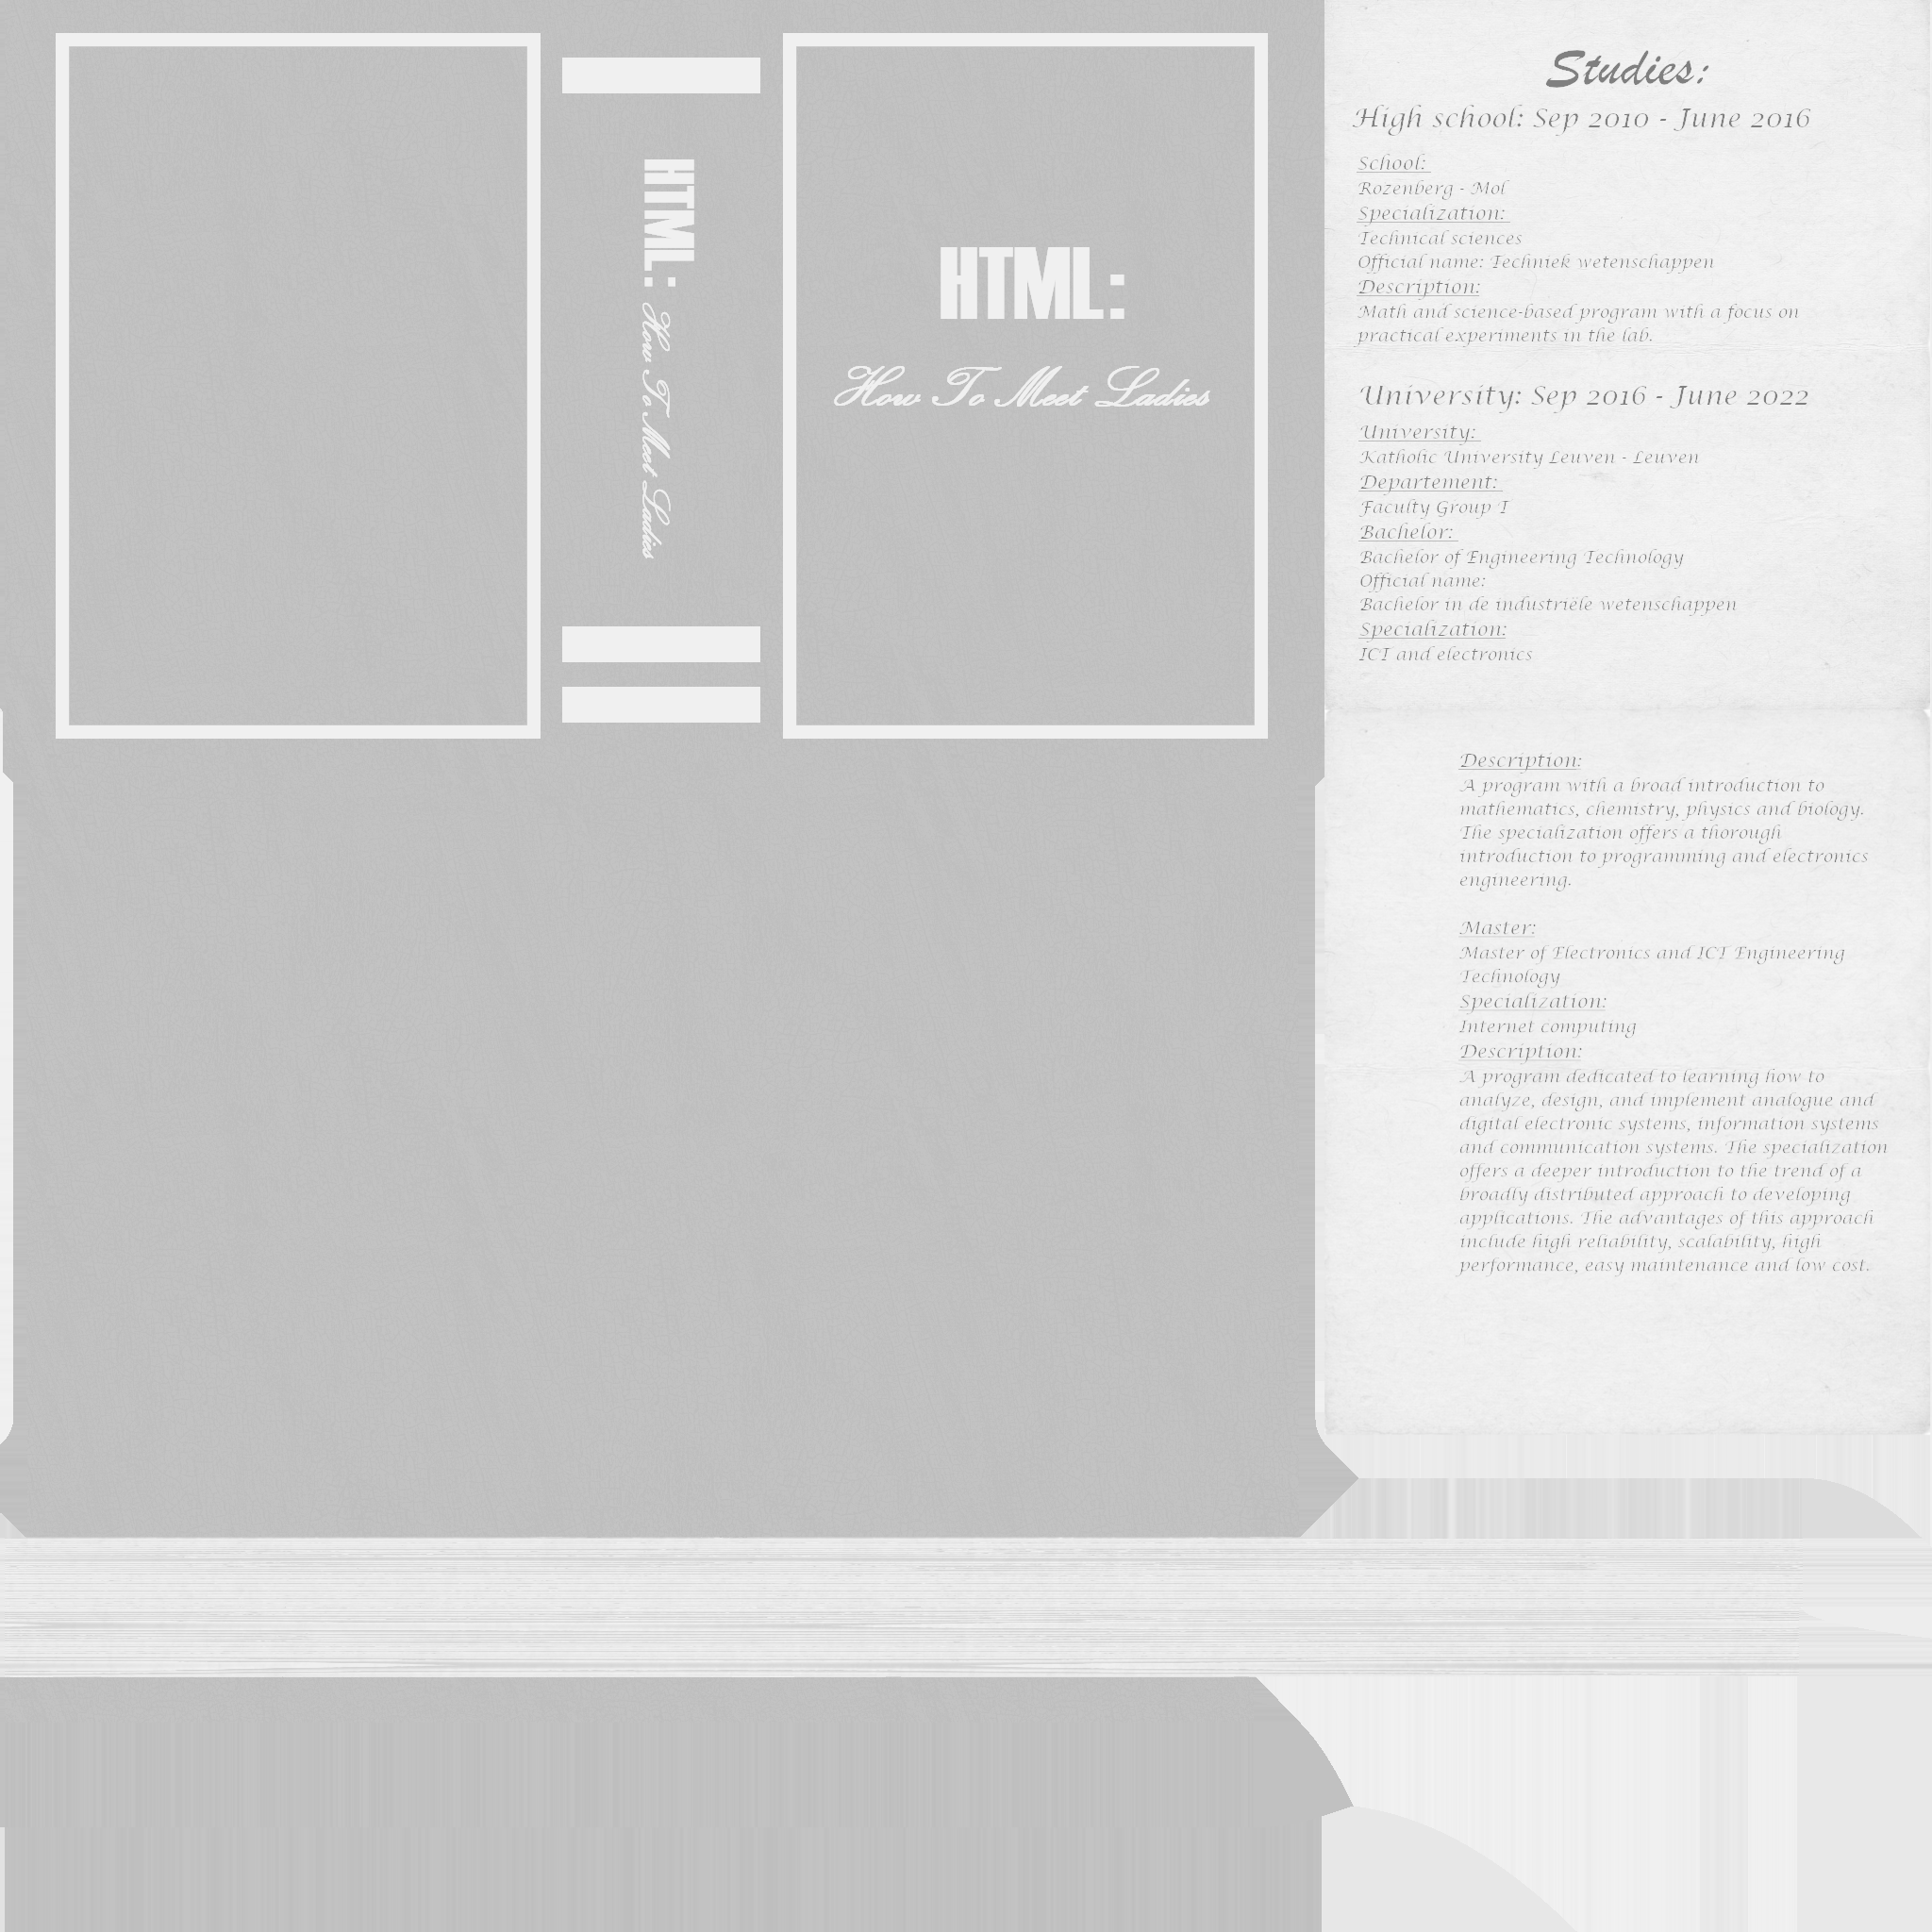 HTML: How To Meet Ladies
HTML:
How To Meet Ladies
Studies:
High school: Sep 2010 - June 2016
School:
Rozenberg - Mol
Specialization:
Technical sciences
Official name: Techniek wetenschappen
Description:
Math and science-based program with a focus on
practical experiments in the lab.
University: Sep 2016 - June 2022
University:
Katholic University Leuven - Leuven
Departement:
Faculty Group T
Bachelor:
Bachelor of Engineering Technology
Official name:
Bachelor in de industriële wetenschappen
Specialization:
ICT and electronics
Description:
A program with a broad introduction to
mathematics, chemistry, physics and biology.
The specialization offers a thorough
introduction to programming and electronics
engineering.
Master:
Master of Electronics and ICT Engineering
Technology
Specialization:
Internet computing
Description:
A program dedicated to learning how to
analyze, design, and implement analogue and
digital electronic systems, information systems
and communication systems. The specialization
offers a deeper introduction to the trend of a
broadly distributed approach to developing
applications. The advantages of this approach
include high reliability, scalability, high
performance, easy maintenance and low cost.